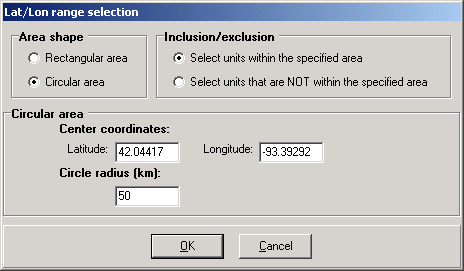 Lat/Lon range selection
Area shape
Inclusion/exclusion
Rectangular area
Select units within the specified area
Circular area
Select units that are NOT within the specified area
Circular area
Center coordinates:
Latitude: 42.04417 Longitude: -93.39292
Circle radius (km):
50
OK Cancel